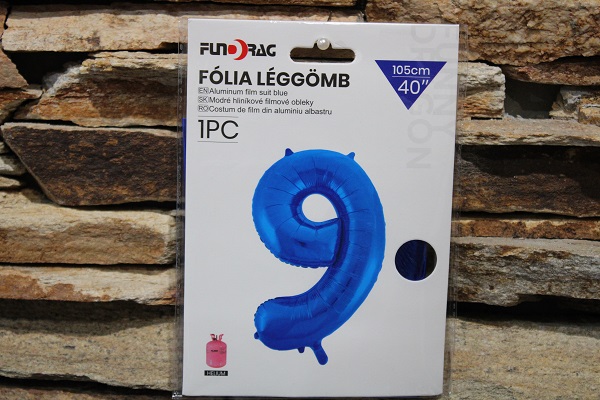 FUNDRAG
FÓLIA LÉGGÖMB
EN Aluminum film suit blue
SK Modré hliníkové filmové obleky
RO Costum de film din aluminiu albastru
1PC
105cm
40"
9
HELIUM